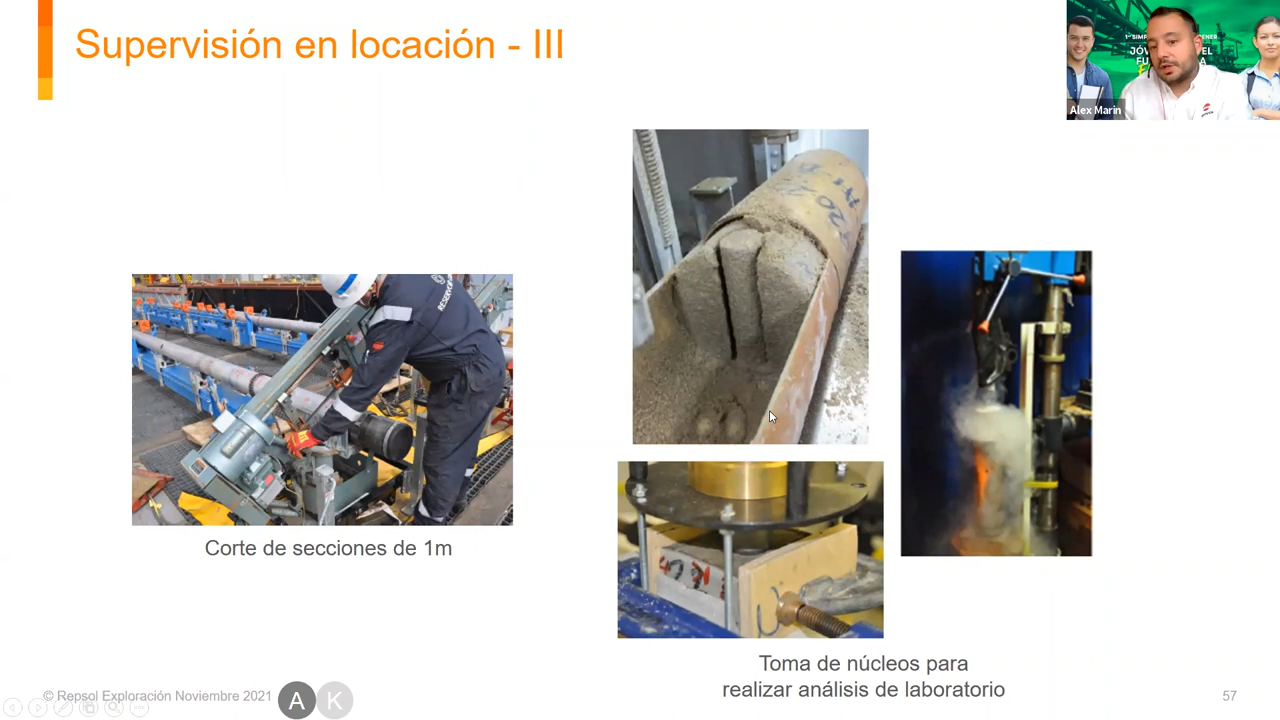 Supervisión en locación - III
Alex Marin
Corte de secciones de 1m
Toma de núcleos para
realizar análisis de laboratorio
© Repsol Exploración Noviembre 2021
A
K
57